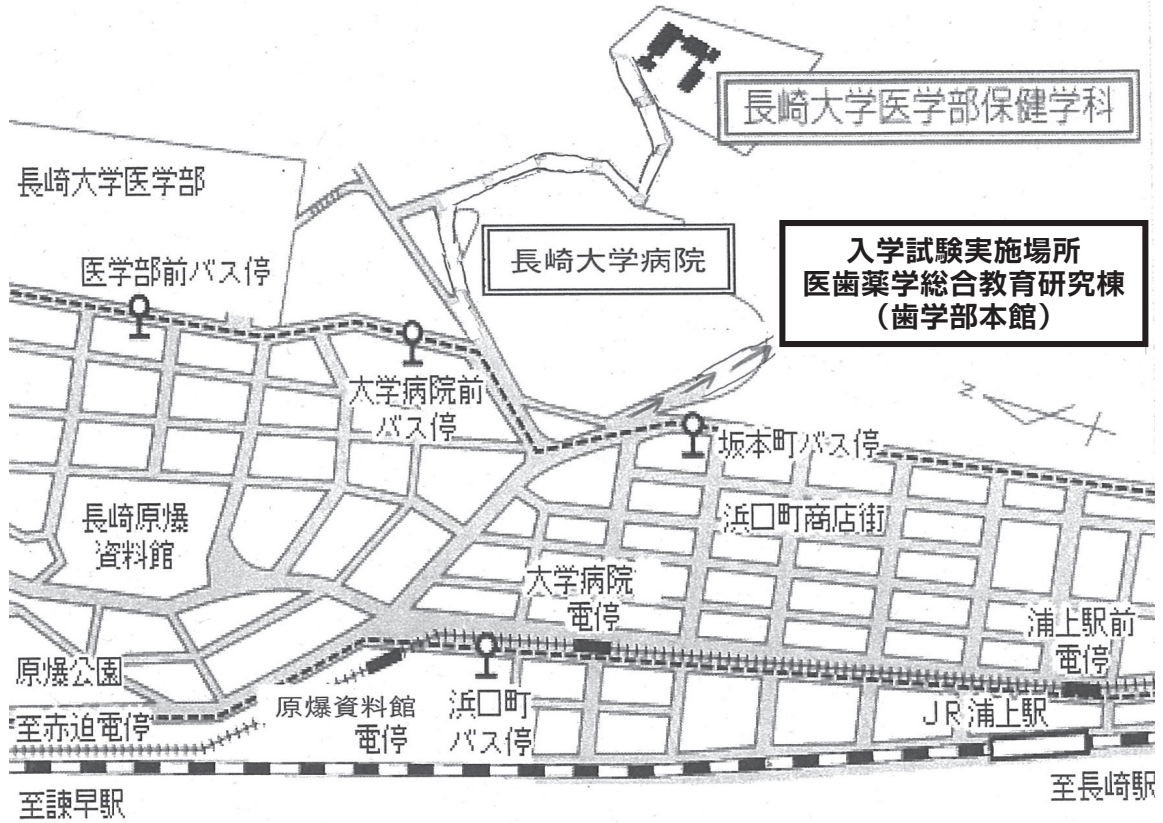 長崎大学医学部保健学科
長崎大学医学部
長崎大学病院
入学試験実施場所
医歯薬学総合教育研究棟
（歯学部本館）
医学部前バス停
大学病院前
バス停
N
坂本町バス停
長崎原爆
資料館
浜口町商店街
大学病院
電停
浦上駅前
電停
原爆公園
至赤迫電停
原爆資料館
電停
浜口町
バス停
JR浦上駅
至諫早駅
至長崎駅